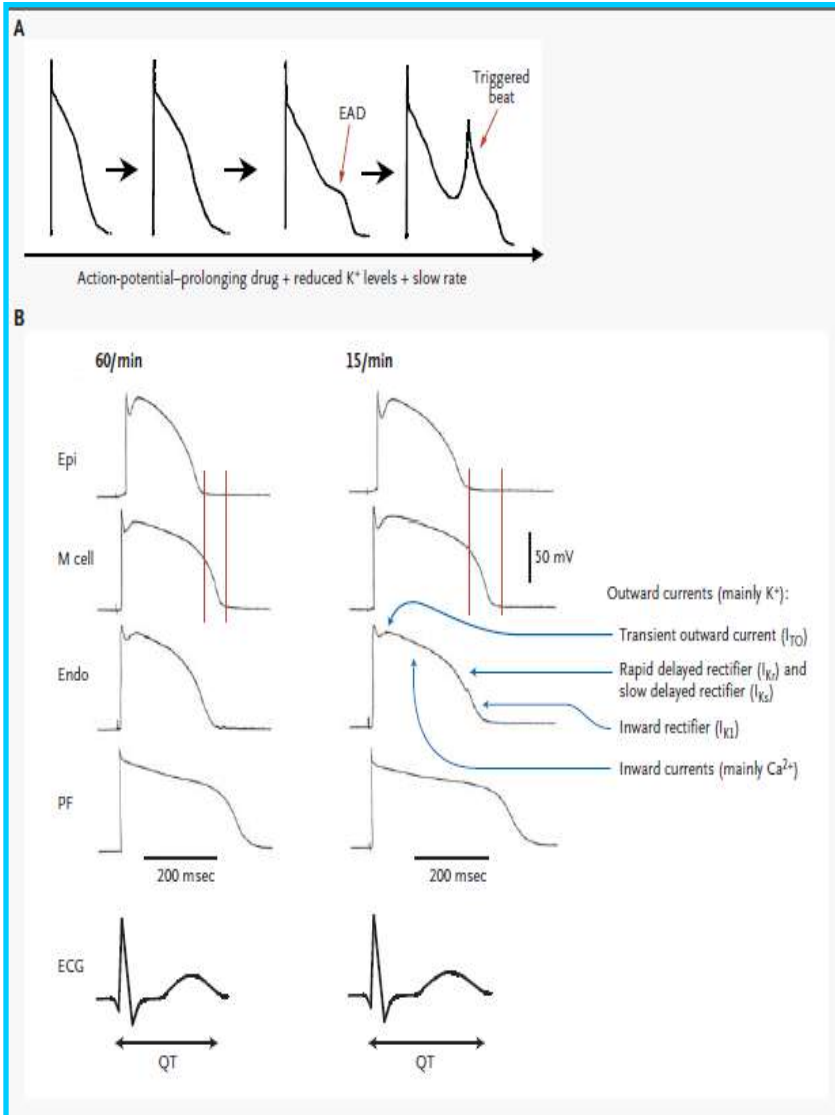 A
EAD
Triggered
beat
Action-potential–prolonging drug + reduced K⁺ levels + slow rate
B
60/min
15/min
Epi
M cell
50 mV
Outward currents (mainly K⁺):
Transient outward current (I_TO)
Endo
Rapid delayed rectifier (I_Kr) and
slow delayed rectifier (I_Ks)
Inward rectifier (I_K1)
Inward currents (mainly Ca²⁺)
PF
200 msec
200 msec
ECG
QT
QT